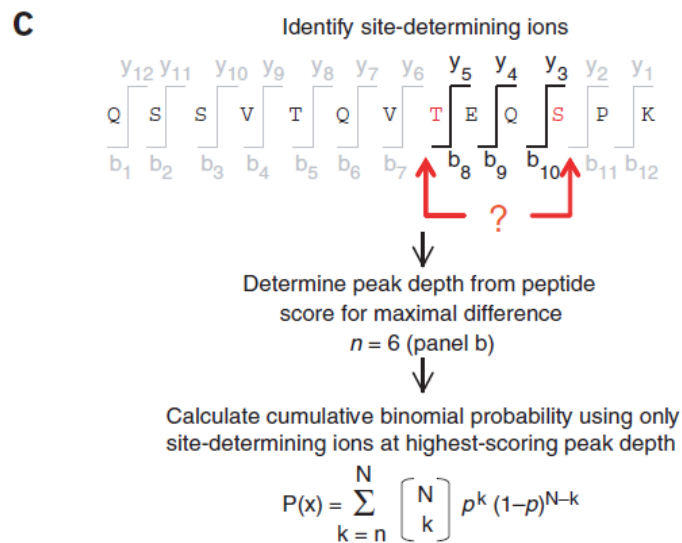 C
Identify site-determining ions
y12 y11 y10 y9 y8 y7 y6 y5 y4 y3 y2 y1
Q S S V T Q V T E Q S P K
b1 b2 b3 b4 b5 b6 b7 b8 b9 b10 b11 b12
?
Determine peak depth from peptide
score for maximal difference
n = 6 (panel b)
Calculate cumulative binomial probability using only
site-determining ions at highest-scoring peak depth
N
P(x) = Σ [N k] p^k (1–p)^N–k
k = n